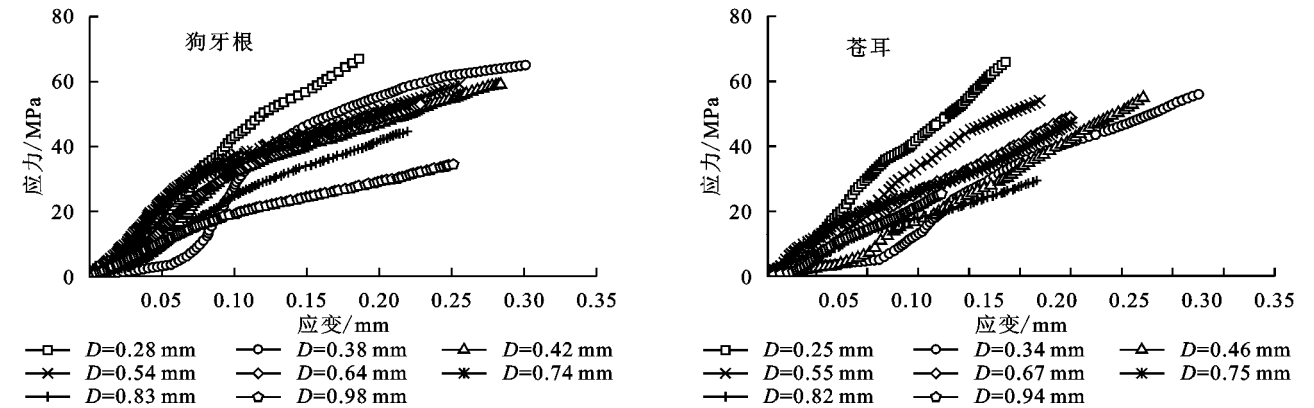 狗牙根
80
60
40
20
0
应力/MPa
0.05 0.10 0.15 0.20 0.25 0.30 0.35
应变/mm
D=0.28 mm D=0.38 mm D=0.42 mm
D=0.54 mm D=0.64 mm D=0.74 mm
D=0.83 mm D=0.98 mm
苍耳
80
60
40
20
0
应力/MPa
0.05 0.10 0.15 0.20 0.25 0.30 0.35
应变/mm
D=0.25 mm D=0.34 mm D=0.46 mm
D=0.55 mm D=0.67 mm D=0.75 mm
D=0.82 mm D=0.94 mm